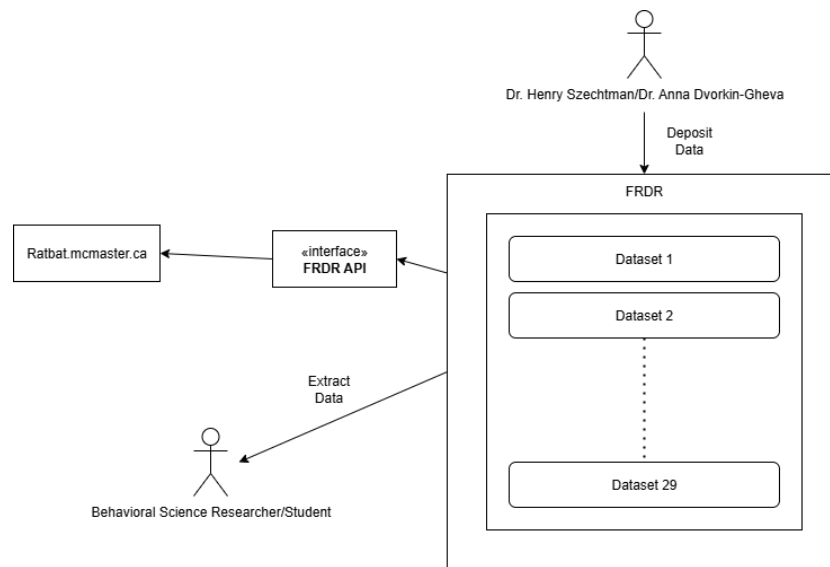 Dr. Henry Szechtman/Dr. Anna Dvorkin-Gheva
Deposit
Data
FRDR
Ratbat.mcmaster.ca
«interface»
FRDR API
Dataset 1
Dataset 2
Extract
Data
Dataset 29
Behavioral Science Researcher/Student